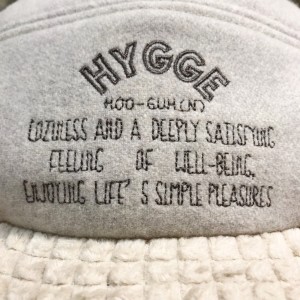 HYGGE
HOO-GUH(N)
COZINESS AND A DEEPLY SATISFYING
FEELING OF WELL-BEING,
ENJOYING LIFE' S SIMPLE PLEASURES